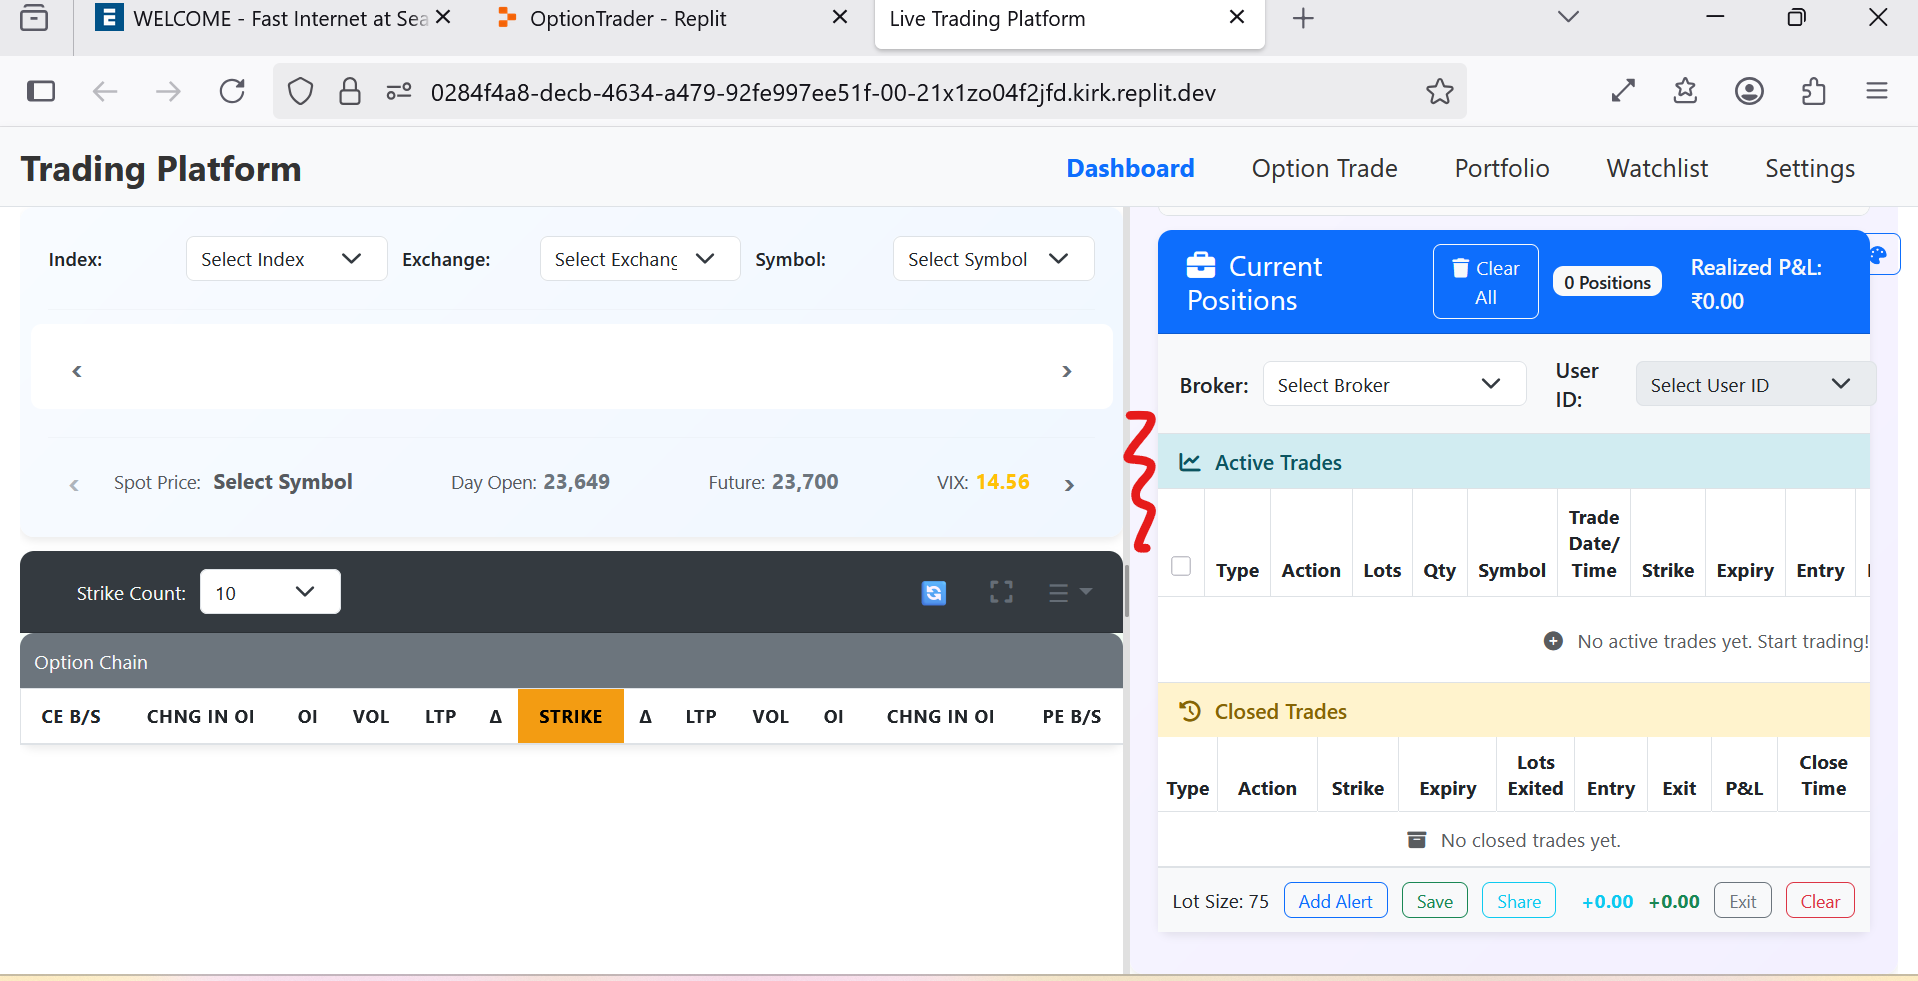 WELCOME - Fast Internet at Sea
OptionTrader - Replit
Live Trading Platform
0284f4a8-decb-4634-a479-92fe997ee51f-00-21x1zo04f2jfd.kirk.replit.dev
Trading Platform
Dashboard
Option Trade
Portfolio
Watchlist
Settings
Index:
Select Index
Exchange:
Select Exchang
Symbol:
Select Symbol
Spot Price: Select Symbol
Day Open: 23,649
Future: 23,700
VIX: 14.56
Strike Count:
10
Option Chain
CE B/S CHNG IN OI OI VOL LTP Δ STRIKE Δ LTP VOL OI CHNG IN OI PE B/S
Current
Positions
Clear
All
0 Positions
Realized P&L:
₹0.00
Broker:
Select Broker
User
ID:
Select User ID
Active Trades
Type Action Lots Qty Symbol
Trade
Date/
Time
Strike Expiry Entry
No active trades yet. Start trading!
Closed Trades
Type Action Strike Expiry
Lots
Exited
Entry Exit P&L
Close
Time
No closed trades yet.
Lot Size: 75
Add Alert
Save
Share
+0.00 +0.00
Exit
Clear